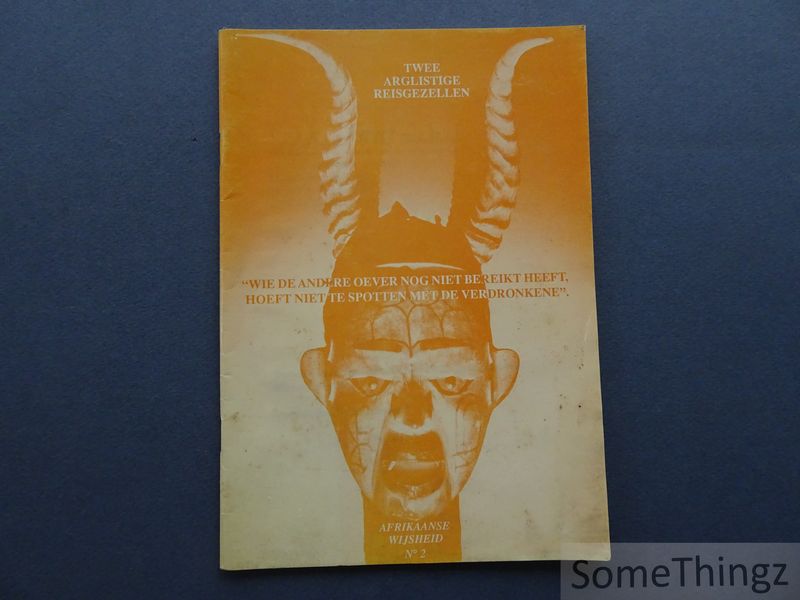 TWEE
ARGLISTIGE
REISGEZELLEN
“WIE DE ANDERE OEVER NOG NIET BEREIKT HEEFT,
HOEFT NIET TE SPOTTEN MET DE VERDRONKENE”.
AFRIKAANSE
WIJSHEID
N° 2
SomeThingz